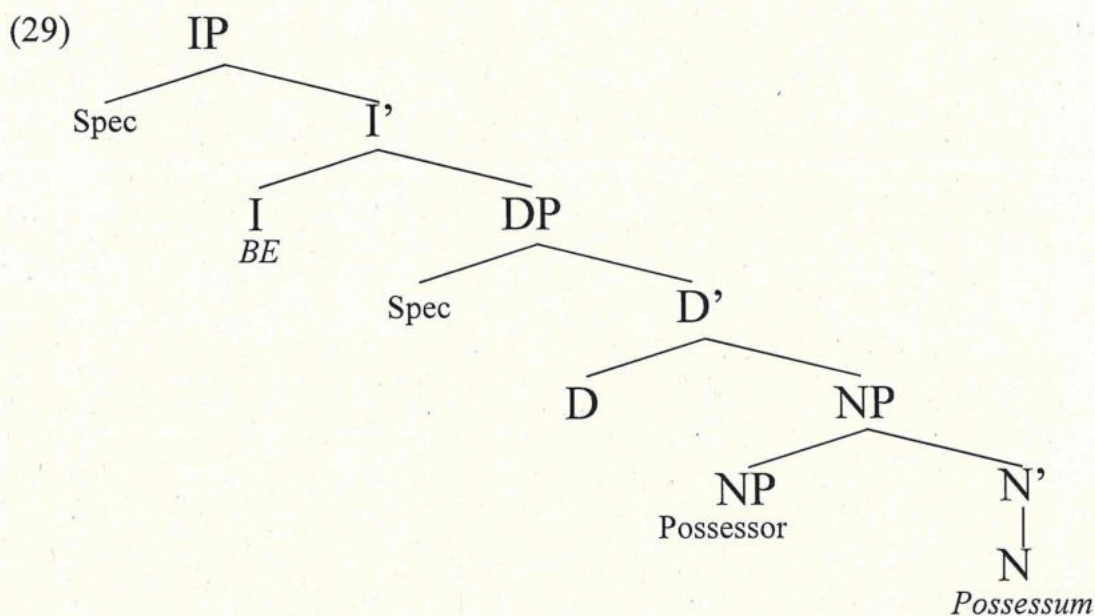 (29) IP
Spec I’
I DP
BE
Spec D’
D NP
NP N’
Possessor
N
Possessum